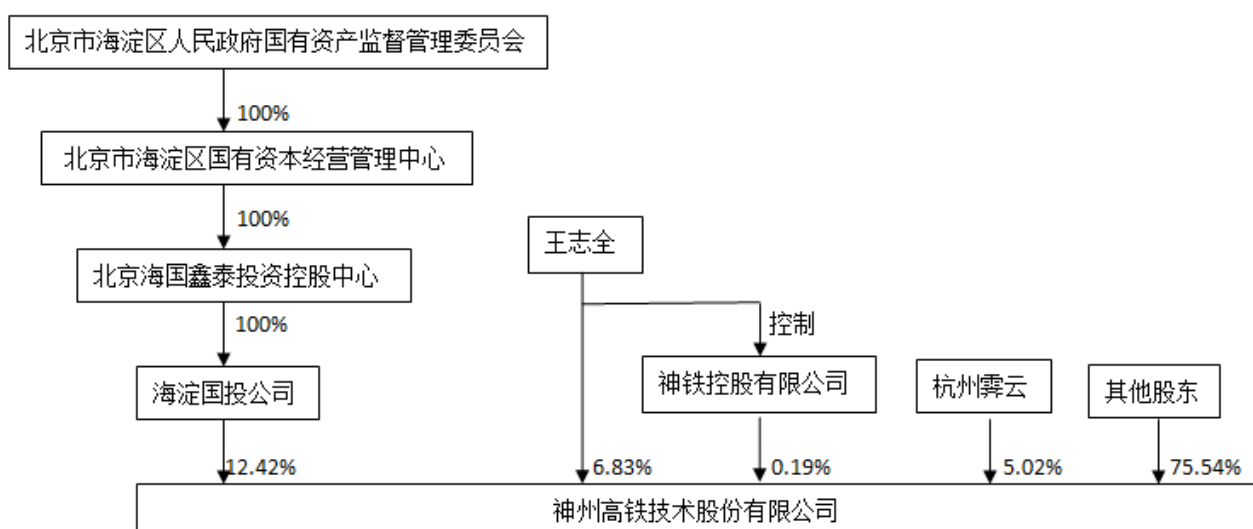 北京市海淀区人民政府国有资产监督管理委员会
100%
北京市海淀区国有资本经营管理中心
100%
王志全
北京海国鑫泰投资控股中心
100%
控制
海淀国投公司
神铁控股有限公司
杭州霁云
其他股东
12.42%
6.83%
0.19%
5.02%
75.54%
神州高铁技术股份有限公司